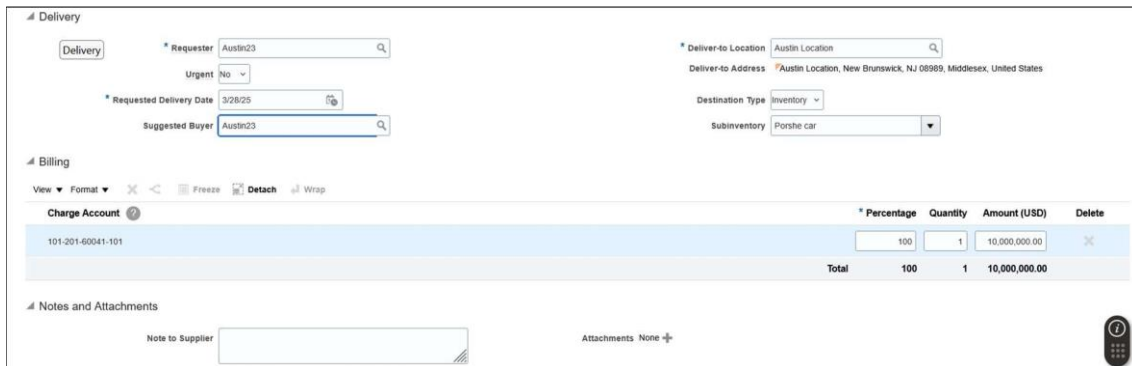 Delivery
Delivery
* Requester Austin23
* Deliver-to Location Austin Location
Urgent No
Deliver-to Address Austin Location, New Brunswick, NJ 08989, Middlesex, United States
* Requested Delivery Date 3/28/25
Destination Type Inventory
Suggested Buyer Austin23
Subinventory Porshe car
Billing
View Format Freeze Detach Wrap
Charge Account * Percentage Quantity Amount (USD) Delete
101-201-60041-101 100 1 10,000,000.00
Total 100 1 10,000,000.00
Notes and Attachments
Note to Supplier
Attachments None